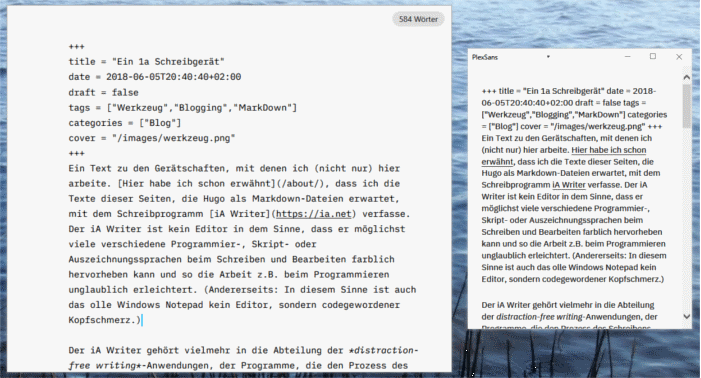 584 Wörter
+++
title = "Ein 1a Schreibgerät"
date = 2018-06-05T20:40:40+02:00
draft = false
tags = ["Werkzeug","Blogging","MarkDown"]
categories = ["Blog"]
cover = "/images/werkzeug.png"
+++
Ein Text zu den Gerätschaften, mit denen ich (nicht nur) hier
arbeite. [Hier habe ich schon erwähnt](/about/), dass ich die
Texte dieser Seiten, die Hugo als Markdown-Dateien erwartet,
mit dem Schreibprogramm [iA Writer](https://ia.net) verfasse.
Der iA Writer ist kein Editor in dem Sinne, dass er möglichst
viele verschiedene Programmier-, Skript- oder
Auszeichnungssprachen beim Schreiben und Bearbeiten farblich
hervorheben kann und so die Arbeit z.B. beim Programmieren
unglaublich erleichtert. (Andererseits: In diesem Sinne ist auch
das olle Windows Notepad kein Editor, sondern codegewordener
Kopfschmerz.)
Der iA Writer gehört vielmehr in die Abteilung der *distraction-
free writing*-Anwendungen, der Programme, die den Prozess des
PlexSans
+++ title = "Ein 1a Schreibgerät" date = 2018-
06-05T20:40:40+02:00 draft = false tags =
["Werkzeug","Blogging","MarkDown"] categories
= ["Blog"] cover = "/images/werkzeug.png" +++
Ein Text zu den Gerätschaften, mit denen ich
(nicht nur) hier arbeite. Hier habe ich schon
erwähnt, dass ich die Texte dieser Seiten, die
Hugo als Markdown-Dateien erwartet, mit dem
Schreibprogramm iA Writer verfasse. Der iA
Writer ist kein Editor in dem Sinne, dass er
möglichst viele verschiedene Programmier-,
Skript- oder Auszeichnungssprachen beim
Schreiben und Bearbeiten farblich hervorheben
kann und so die Arbeit z.B. beim Programmieren
unglaublich erleichtert. (Andererseits: In diesem
Sinne ist auch das olle Windows Notepad kein
Editor, sondern codegewordener Kopfschmerz.)
Der iA Writer gehört vielmehr in die Abteilung
der distraction-free writing-Anwendungen, der
Programme, die den Prozess des Schreibens